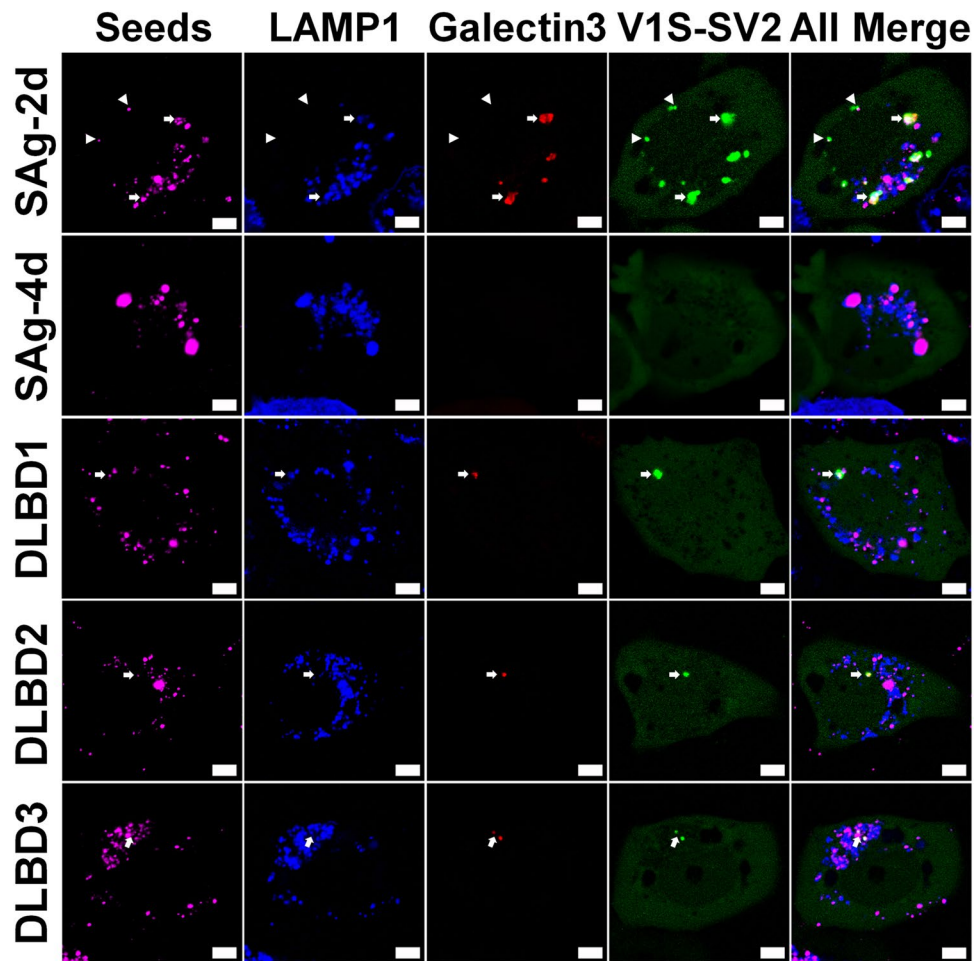 Seeds LAMP1 Galectin3 V1S-SV2 All Merge
SAg-2d
SAg-4d
DLBD1
DLBD2
DLBD3